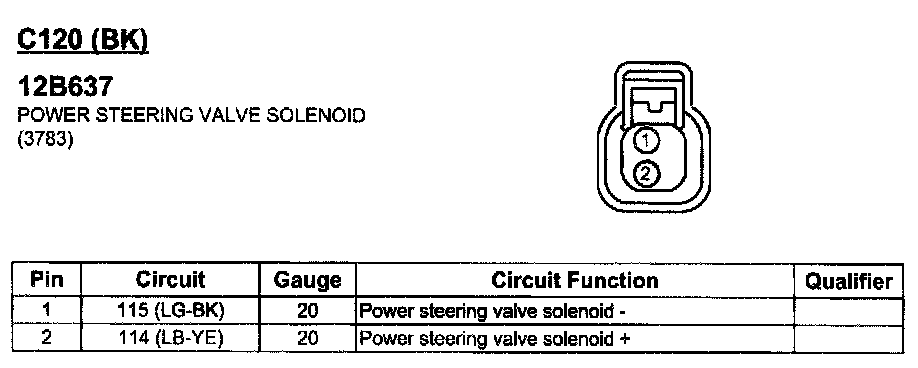 C120 (BK)
12B637
POWER STEERING VALVE SOLENOID
(3783)
1
2
Pin Circuit Gauge Circuit Function Qualifier
1 115 (LG-BK) 20 Power steering valve solenoid -
2 114 (LB-YE) 20 Power steering valve solenoid +